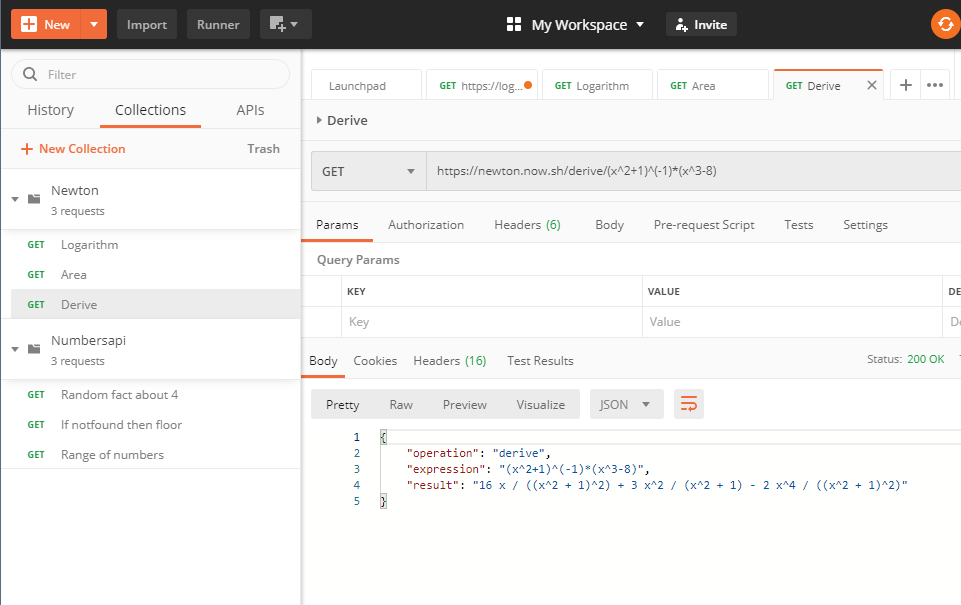 New Import Runner My Workspace Invite
Filter
History Collections APIs
New Collection Trash
Newton
3 requests
GET Logarithm
GET Area
GET Derive
Numbersapi
3 requests
GET Random fact about 4
GET If notfound then floor
GET Range of numbers
Launchpad GET https://log... GET Logarithm GET Area GET Derive
Derive
GET https://newton.now.sh/derive/(x^2+1)^(-1)*(x^3-8)
Params Authorization Headers (6) Body Pre-request Script Tests Settings
Query Params
KEY VALUE DE
Key Value De
Body Cookies Headers (16) Test Results Status: 200 OK
Pretty Raw Preview Visualize JSON
1 {
2 "operation": "derive",
3 "expression": "(x^2+1)^(-1)*(x^3-8)",
4 "result": "16 x / ((x^2 + 1)^2) + 3 x^2 / (x^2 + 1) - 2 x^4 / ((x^2 + 1)^2)"
5 }